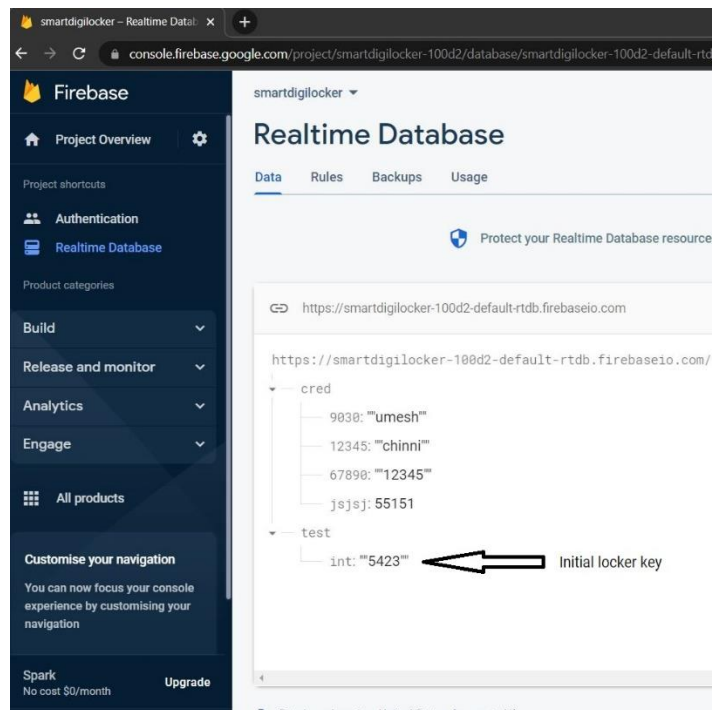 smartdigilocker – Realtime Datab
console.firebase.google.com/project/smartdigilocker-100d2/database/smartdigilocker-100d2-default-rtd
Firebase
Project Overview
Project shortcuts
Authentication
Realtime Database
Product categories
Build
Release and monitor
Analytics
Engage
All products
Customise your navigation
You can now focus your console
experience by customising your
navigation
Spark
No cost $0/month
Upgrade
smartdigilocker
Realtime Database
Data Rules Backups Usage
Protect your Realtime Database resource
https://smartdigilocker-100d2-default-rtdb.firebaseio.com
https://smartdigilocker-100d2-default-rtdb.firebaseio.com/
cred
9030: ""umesh""
12345: ""chinni""
67890: ""12345""
jsjsj: 55151
test
int: ""5423"" Initial locker key